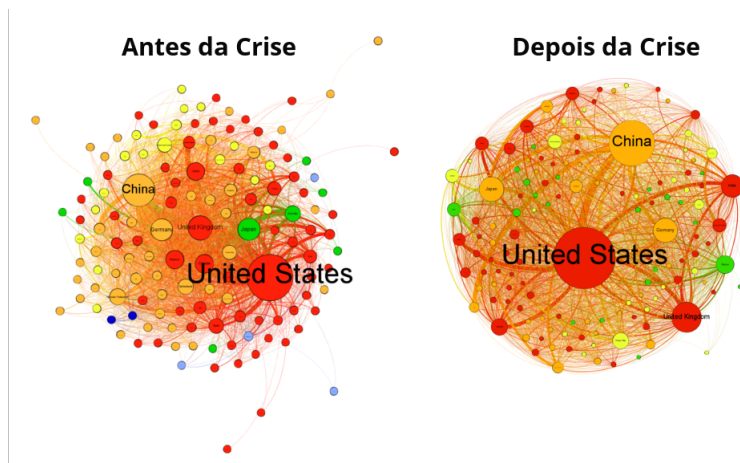 Antes da Crise
Depois da Crise
China
Germany
United Kingdom
Japan
United States
China
Japan
Germany
United States
United Kingdom